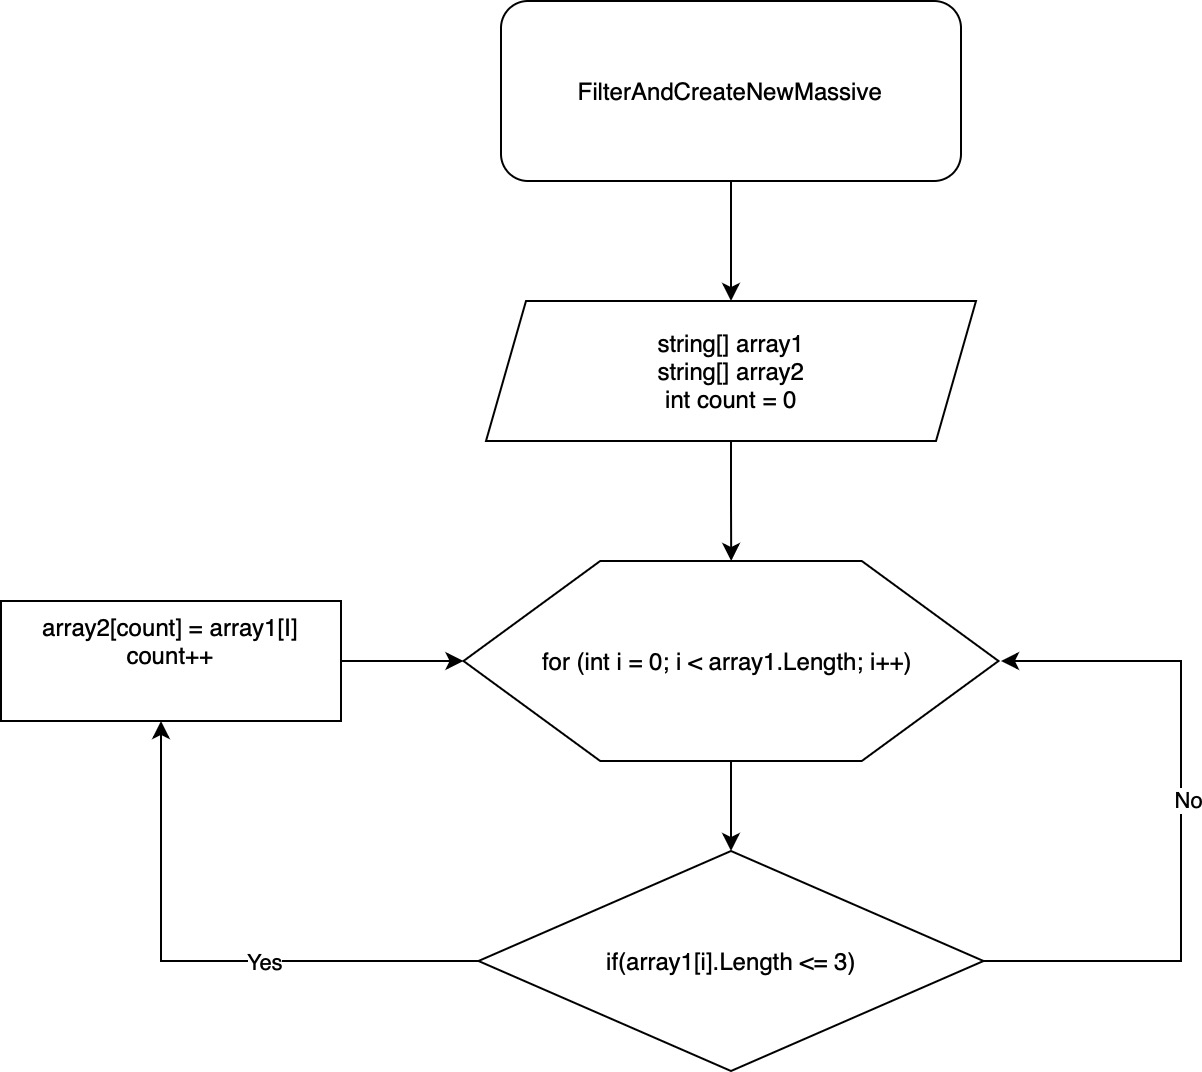 FilterAndCreateNewMassive
string[] array1
string[] array2
int count = 0
array2[count] = array1[I]
count++
for (int i = 0; i < array1.Length; i++)
No
Yes
if(array1[i].Length <= 3)